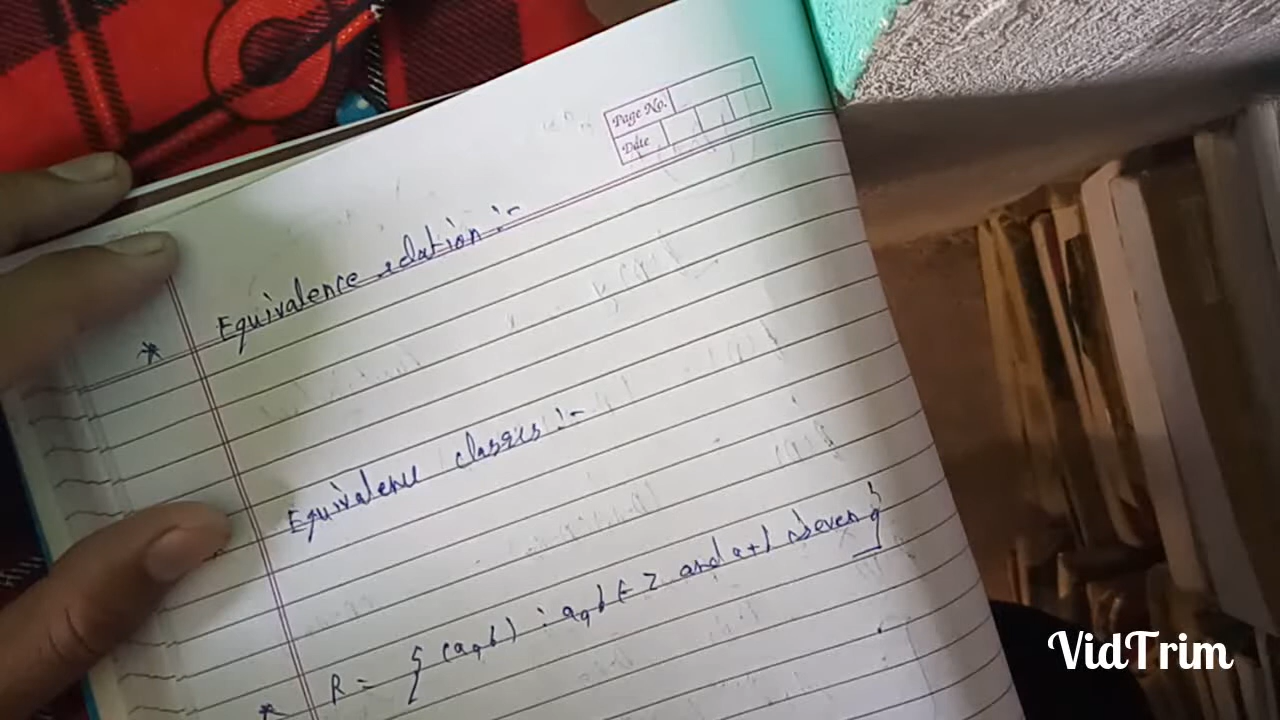 Page No.
Date
* Equivalence relation :-
Equivalence classes :-
* R = { (a, b) : a, b ∈ Z and a+b is even }
VidTrim